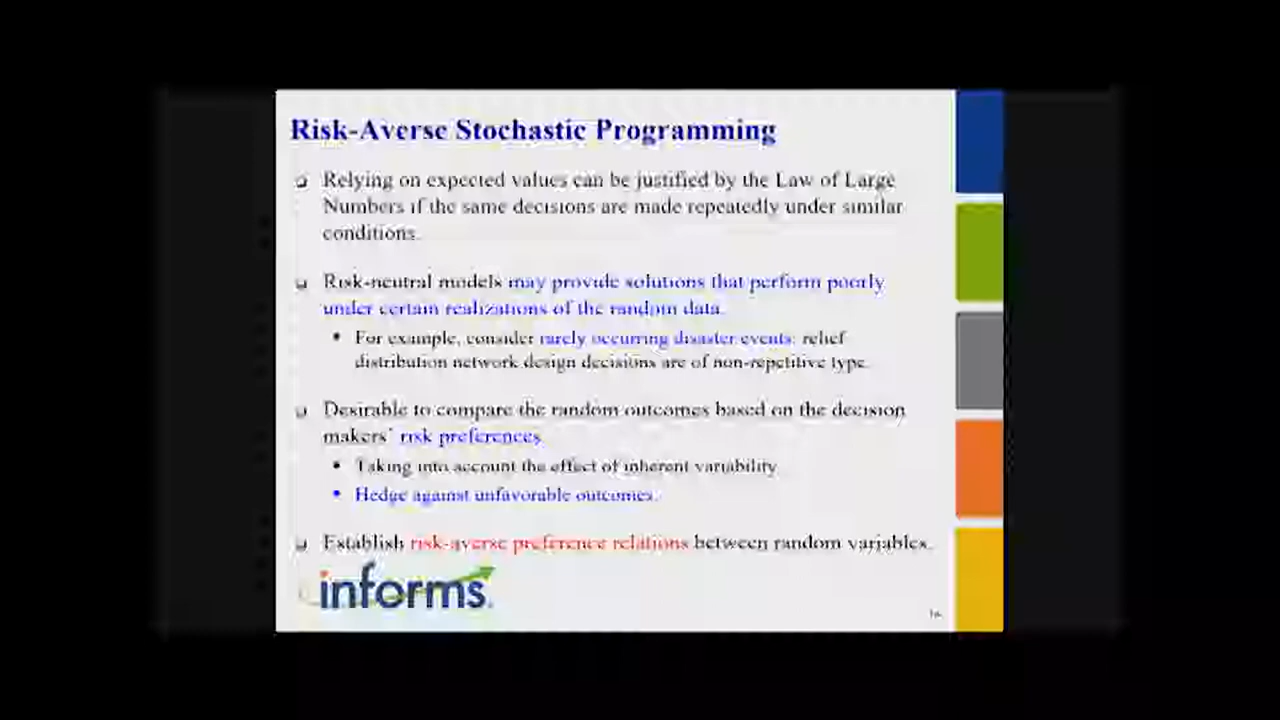 Risk-Averse Stochastic Programming
Relying on expected values can be justified by the Law of Large
Numbers if the same decisions are made repeatedly under similar
conditions.
Risk-neutral models may provide solutions that perform poorly
under certain realizations of the random data.
For example, consider rarely occurring disaster events: relief
distribution network design decisions are of non-repetitive type.
Desirable to compare the random outcomes based on the decision
makers' risk preferences
Taking into account the effect of inherent variability
Hedge against unfavorable outcomes.
Establish risk-averse preference relations between random variables.
informs